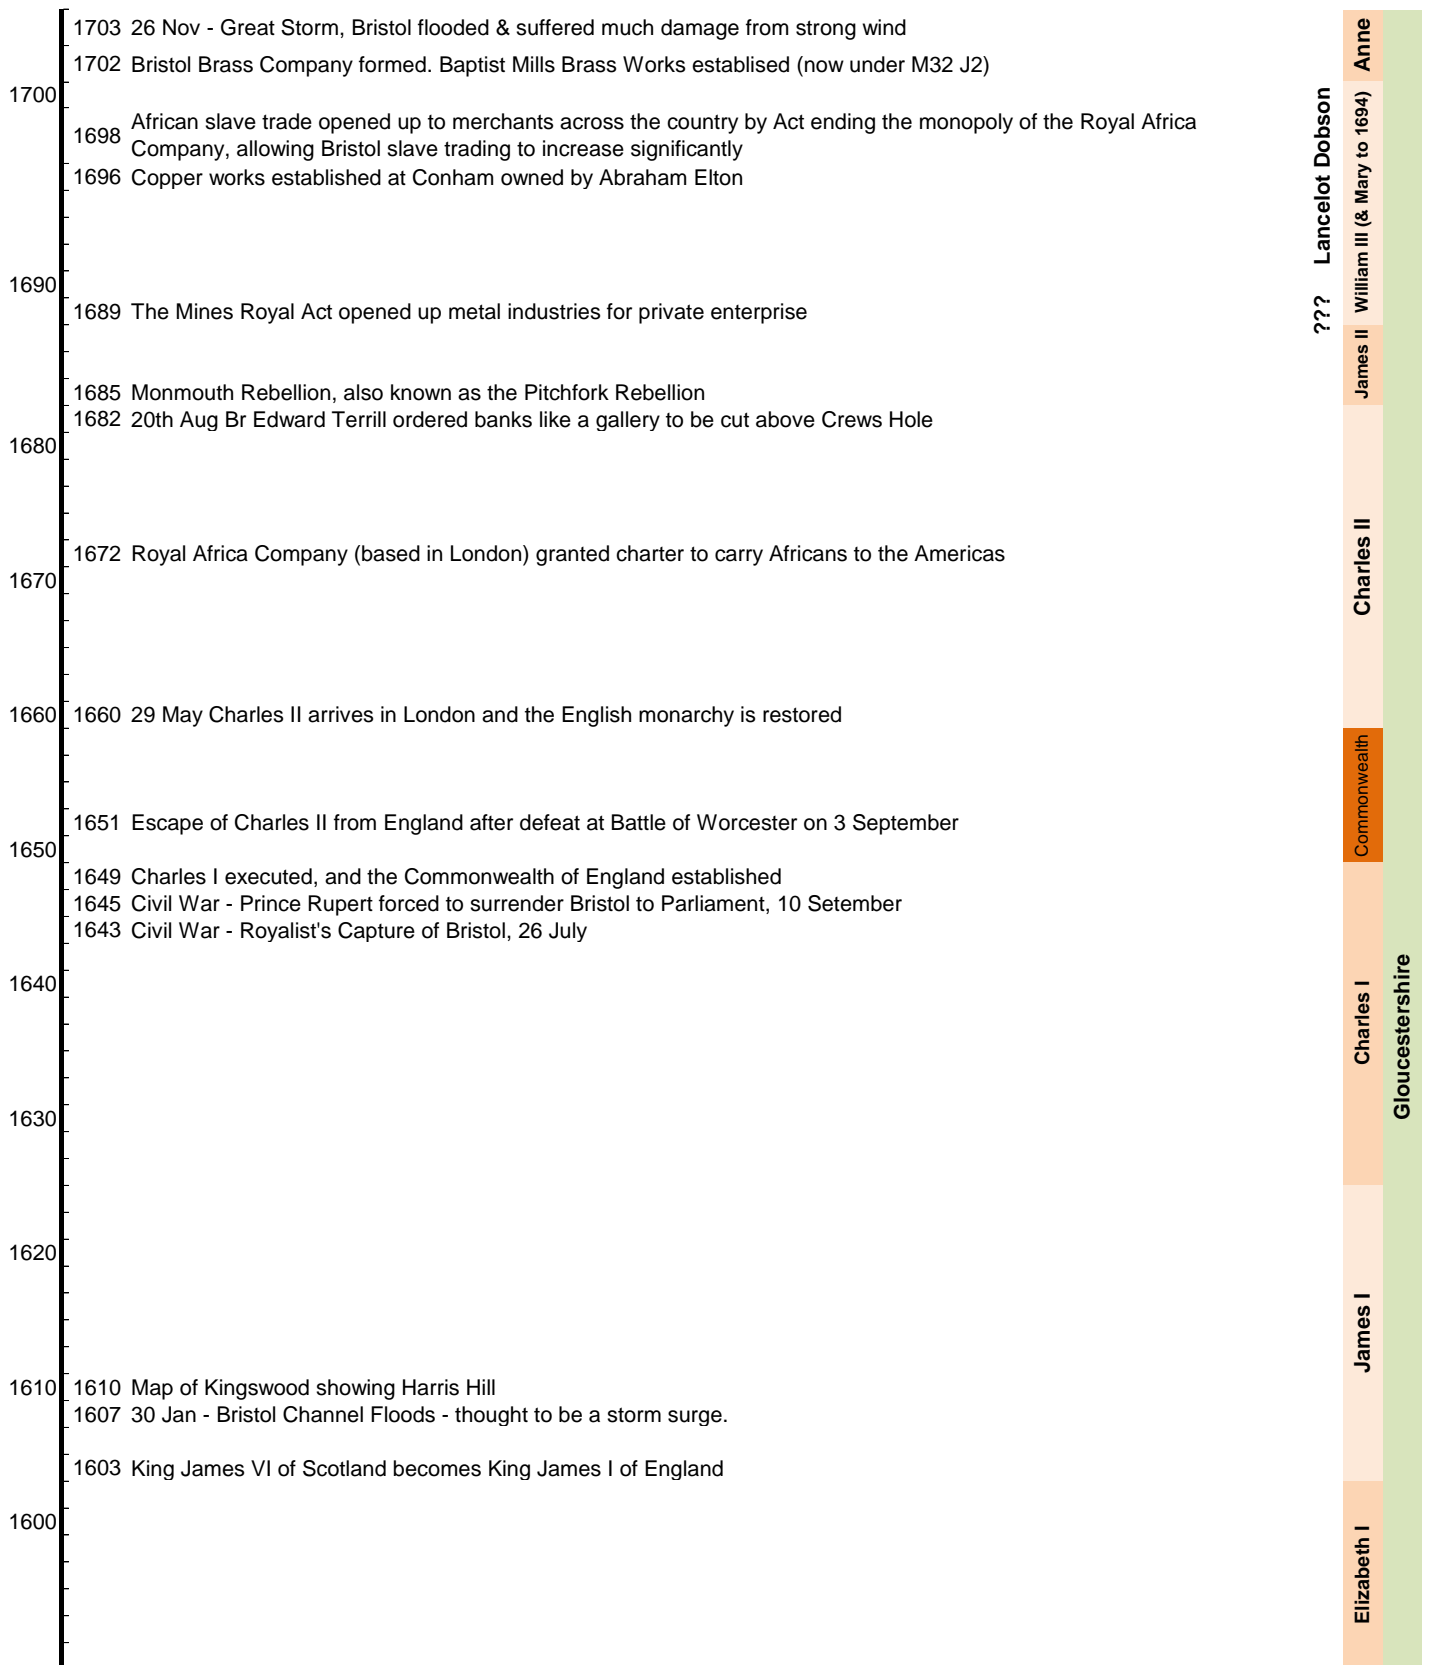 1703 26 Nov - Great Storm, Bristol flooded & suffered much damage from strong wind
1702 Bristol Brass Company formed. Baptist Mills Brass Works establised (now under M32 J2)
1700
1698 African slave trade opened up to merchants across the country by Act ending the monopoly of the Royal Africa
Company, allowing Bristol slave trading to increase significantly
1696 Copper works established at Conham owned by Abraham Elton
1690
1689 The Mines Royal Act opened up metal industries for private enterprise
1685 Monmouth Rebellion, also known as the Pitchfork Rebellion
1682 20th Aug Br Edward Terrill ordered banks like a gallery to be cut above Crews Hole
1680
1672 Royal Africa Company (based in London) granted charter to carry Africans to the Americas
1670
1660 1660 29 May Charles II arrives in London and the English monarchy is restored
1651 Escape of Charles II from England after defeat at Battle of Worcester on 3 September
1650
1649 Charles I executed, and the Commonwealth of England established
1645 Civil War - Prince Rupert forced to surrender Bristol to Parliament, 10 Setember
1643 Civil War - Royalist's Capture of Bristol, 26 July
1640
1630
1620
1610 1610 Map of Kingswood showing Harris Hill
1607 30 Jan - Bristol Channel Floods - thought to be a storm surge.
1603 King James VI of Scotland becomes King James I of England
1600
??? Lancelot Dobson
Anne
William III (& Mary to 1694)
James II
Charles II
Commonwealth
Charles I
James I
Elizabeth I
Gloucestershire